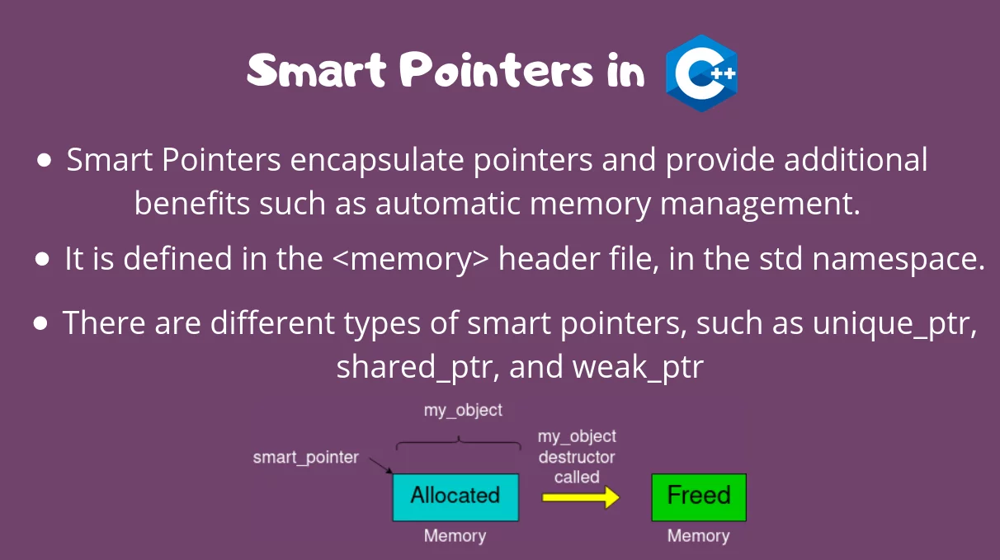 Smart Pointers in C++
• Smart Pointers encapsulate pointers and provide additional
benefits such as automatic memory management.
• It is defined in the <memory> header file, in the std namespace.
• There are different types of smart pointers, such as unique_ptr,
shared_ptr, and weak_ptr
my_object
smart_pointer
Allocated
Memory
my_object
destructor
called
Freed
Memory